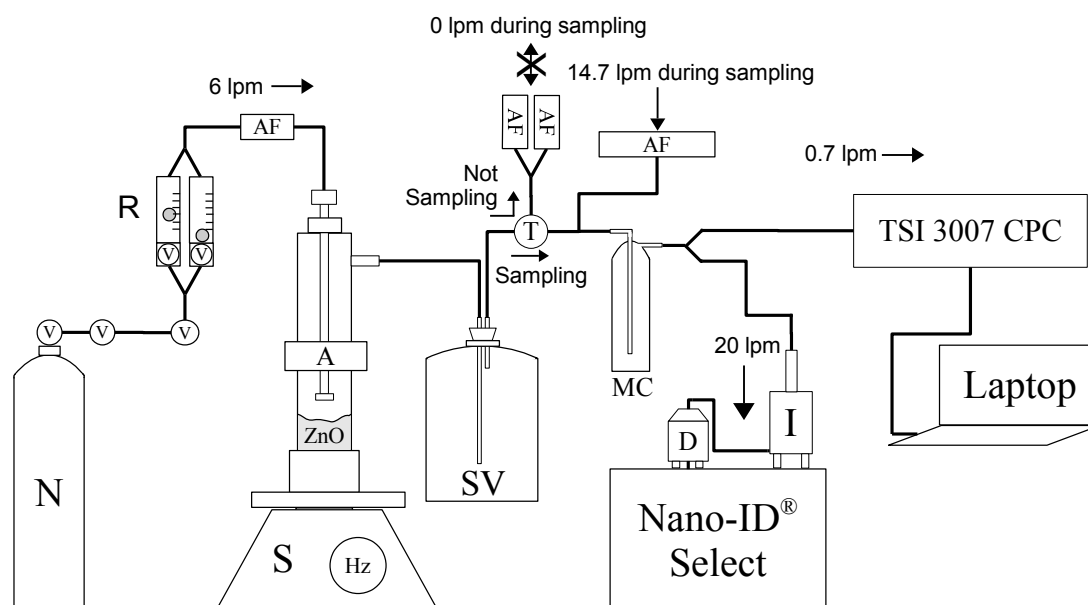 0 lpm during sampling
14.7 lpm during sampling
6 lpm
AF
AF
AF
AF
0.7 lpm
Not
Sampling
R
T
TSI 3007 CPC
Sampling
V
V
V
V
V
A
20 lpm
MC
Laptop
ZnO
D
I
SV
N
Nano-ID®
Select
S
Hz